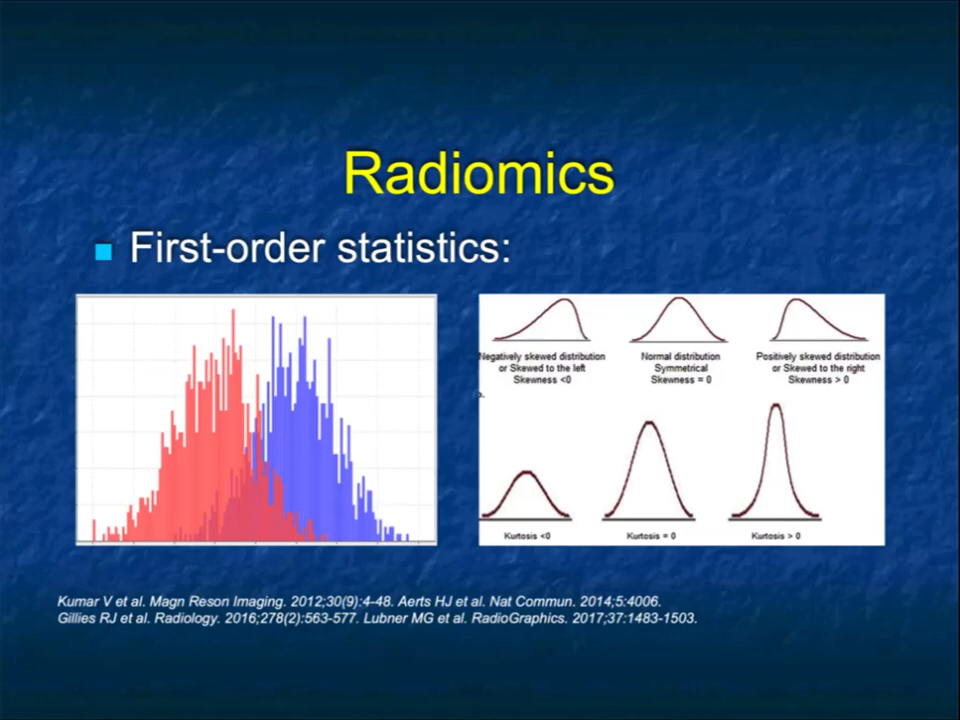 Radiomics
First-order statistics:
Negatively skewed distribution
or Skewed to the left
Skewness <0
Normal distribution
Symmetrical
Skewness = 0
Positively skewed distribution
or Skewed to the right
Skewness > 0
Kurtosis <0
Kurtosis = 0
Kurtosis > 0
Kumar V et al. Magn Reson Imaging. 2012;30(9):4-48. Aerts HJ et al. Nat Commun. 2014;5:4006.
Gillies RJ et al. Radiology. 2016;278(2):563-577. Lubner MG et al. RadioGraphics. 2017;37:1483-1503.